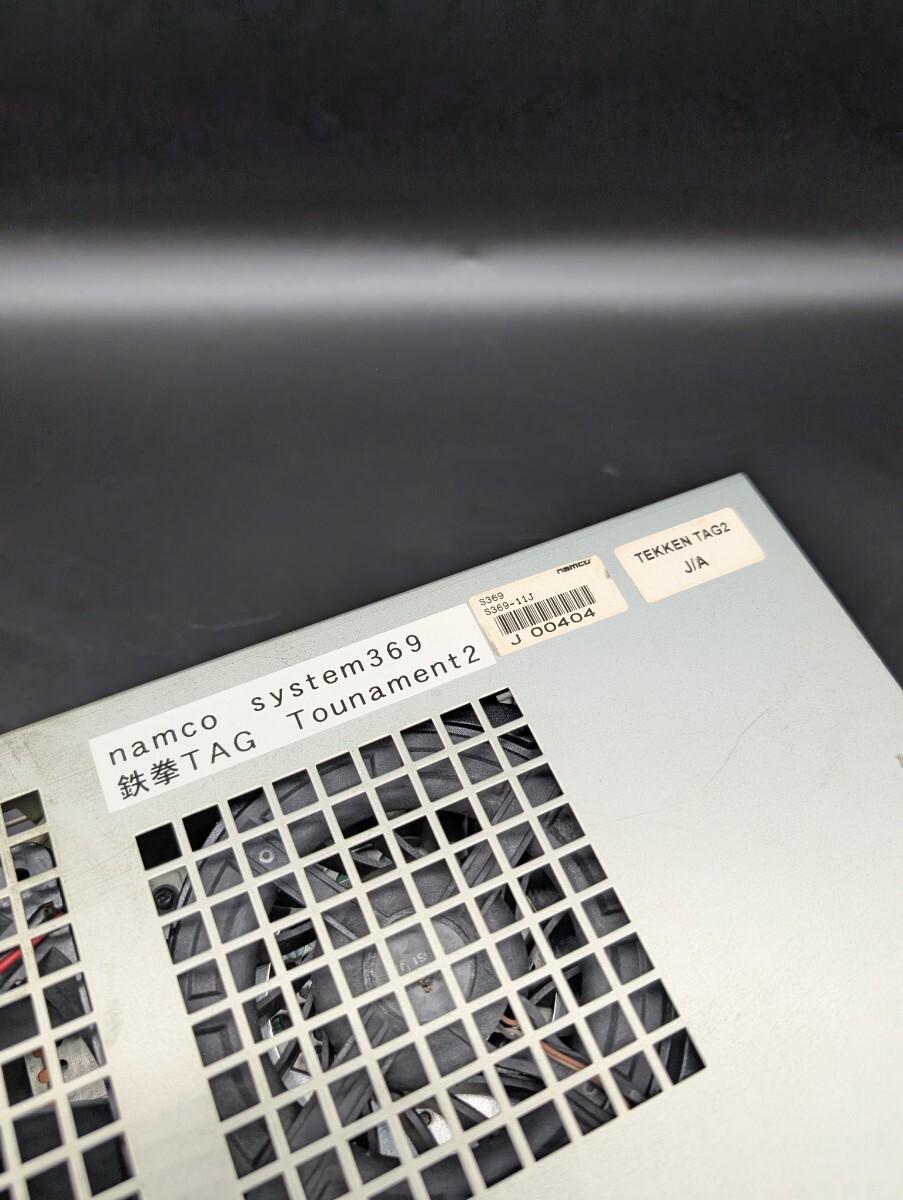 namco system369
鉄拳TAG Tounament2
namco
S369
S369-11J
J 00404
TEKKEN TAG2
J/A